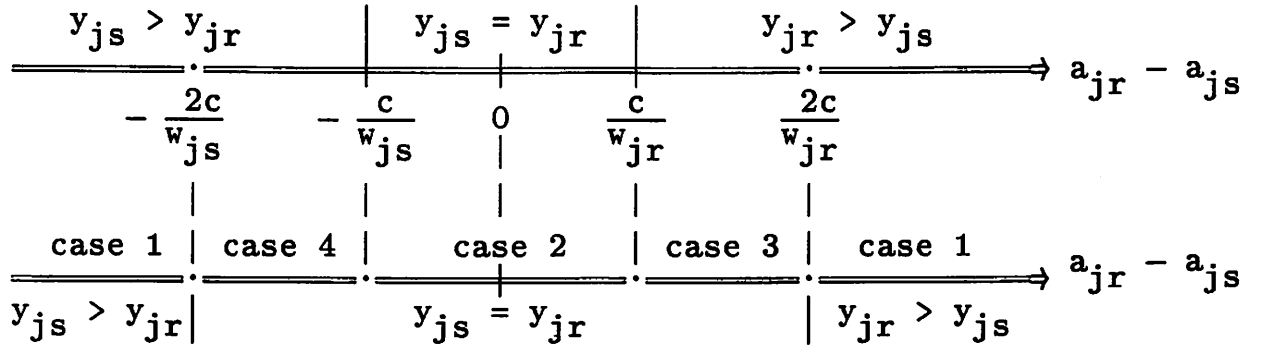 y_js > y_jr | y_js = y_jr | y_jr > y_js
a_jr − a_js
− 2c/w_js − c/w_js 0 c/w_jr 2c/w_jr
case 1 | case 4 case 2 case 3 case 1
a_jr − a_js
y_js > y_jr | y_js = y_jr | y_jr > y_js